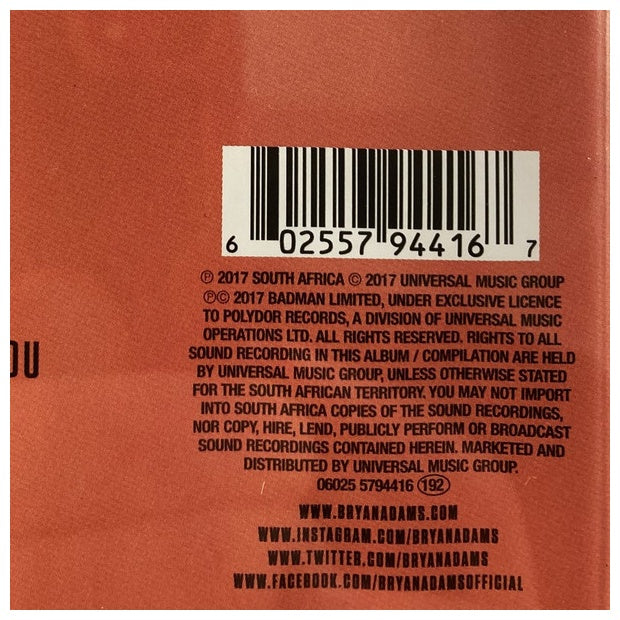 6 02557 94416 7
℗ 2017 SOUTH AFRICA © 2017 UNIVERSAL MUSIC GROUP
℗© 2017 BADMAN LIMITED, UNDER EXCLUSIVE LICENCE
TO POLYDOR RECORDS, A DIVISION OF UNIVERSAL MUSIC
OPERATIONS LTD. ALL RIGHTS RESERVED. RIGHTS TO ALL
SOUND RECORDING IN THIS ALBUM / COMPILATION ARE HELD
BY UNIVERSAL MUSIC GROUP, UNLESS OTHERWISE STATED
FOR THE SOUTH AFRICAN TERRITORY. YOU MAY NOT IMPORT
INTO SOUTH AFRICA COPIES OF THE SOUND RECORDINGS,
NOR COPY, HIRE, LEND, PUBLICLY PERFORM OR BROADCAST
SOUND RECORDINGS CONTAINED HEREIN. MARKETED AND
DISTRIBUTED BY UNIVERSAL MUSIC GROUP.
06025 5794416 192
WWW.BRYANADAMS.COM
WWW.INSTAGRAM.COM/BRYANADAMS
WWW.TWITTER.COM/BRYANADAMS
WWW.FACEBOOK.COM/BRYANADAMSOFFICIAL